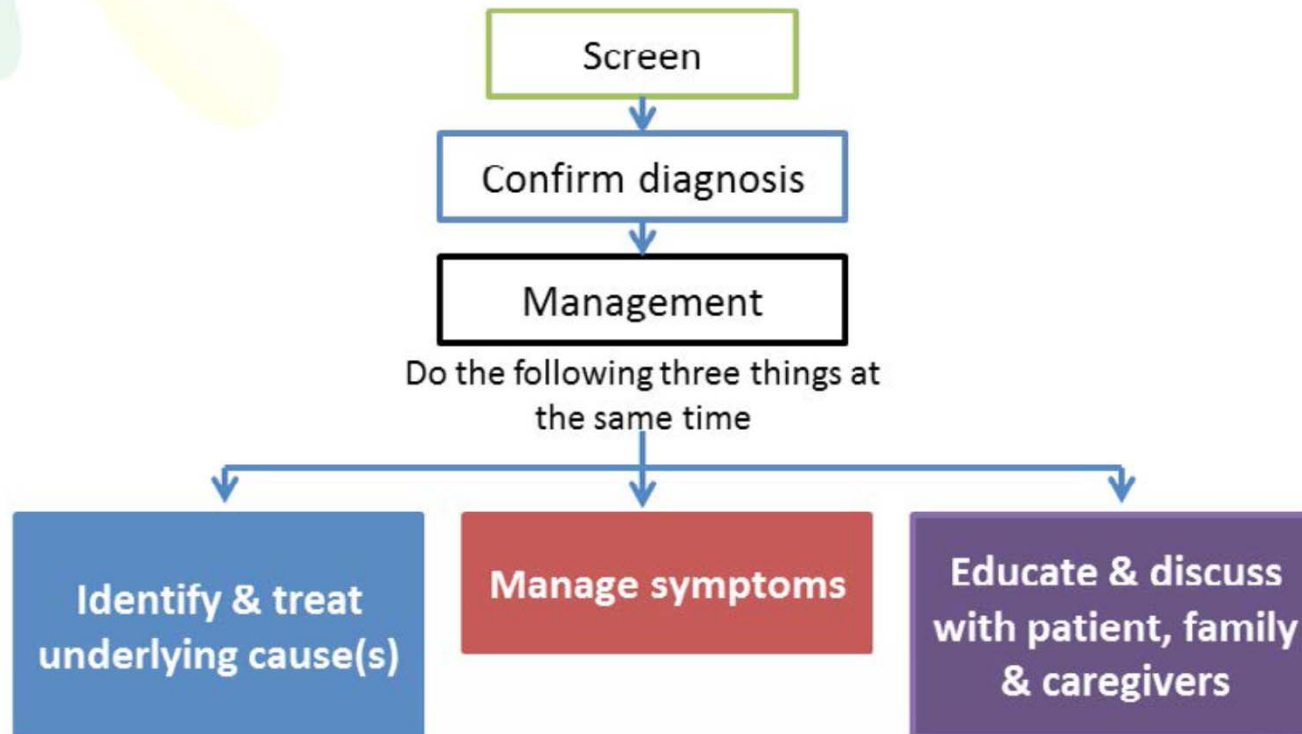 Screen
Confirm diagnosis
Management
Do the following three things at
the same time
Identify & treat
underlying cause(s)
Manage symptoms
Educate & discuss
with patient, family
& caregivers